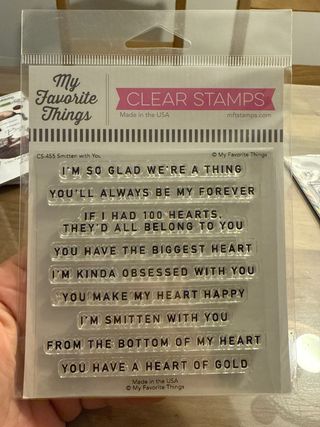 My
Favorite
Things
CLEAR STAMPS
Made in the USA
mftstamps.com
CS-455 Smitten with You
© My Favorite Things
I'M SO GLAD WE'RE A THING
YOU'LL ALWAYS BE MY FOREVER
IF I HAD 100 HEARTS,
THEY'D ALL BELONG TO YOU
YOU HAVE THE BIGGEST HEART
I'M KINDA OBSESSED WITH YOU
YOU MAKE MY HEART HAPPY
I'M SMITTEN WITH YOU
FROM THE BOTTOM OF MY HEART
YOU HAVE A HEART OF GOLD
Made in the USA
© My Favorite Things